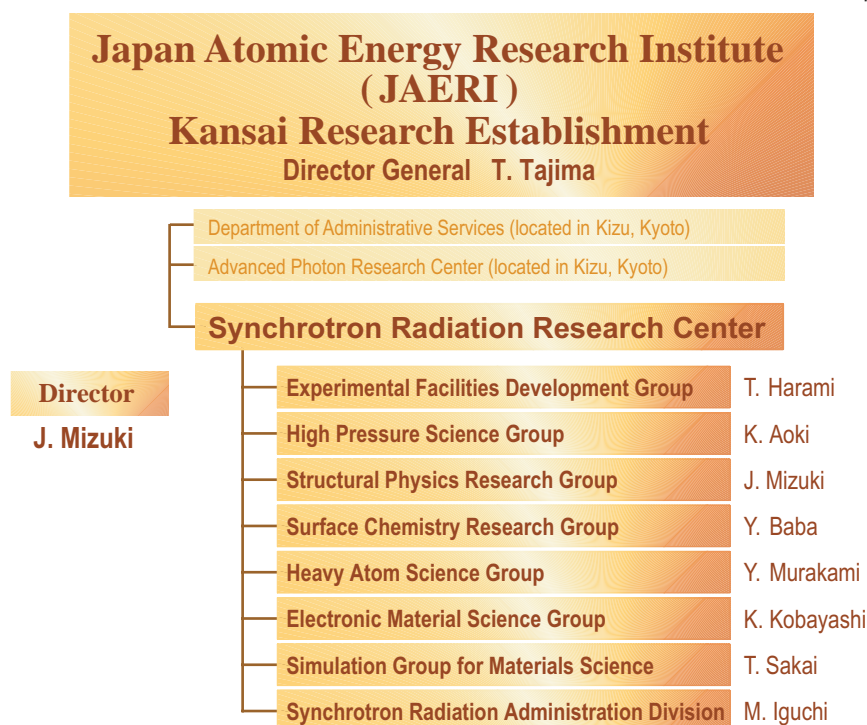 Japan Atomic Energy Research Institute
( JAERI )
Kansai Research Establishment
Director General T. Tajima
Department of Administrative Services (located in Kizu, Kyoto)
Advanced Photon Research Center (located in Kizu, Kyoto)
Synchrotron Radiation Research Center
Director
J. Mizuki
Experimental Facilities Development Group T. Harami
High Pressure Science Group K. Aoki
Structural Physics Research Group J. Mizuki
Surface Chemistry Research Group Y. Baba
Heavy Atom Science Group Y. Murakami
Electronic Material Science Group K. Kobayashi
Simulation Group for Materials Science T. Sakai
Synchrotron Radiation Administration Division M. Iguchi